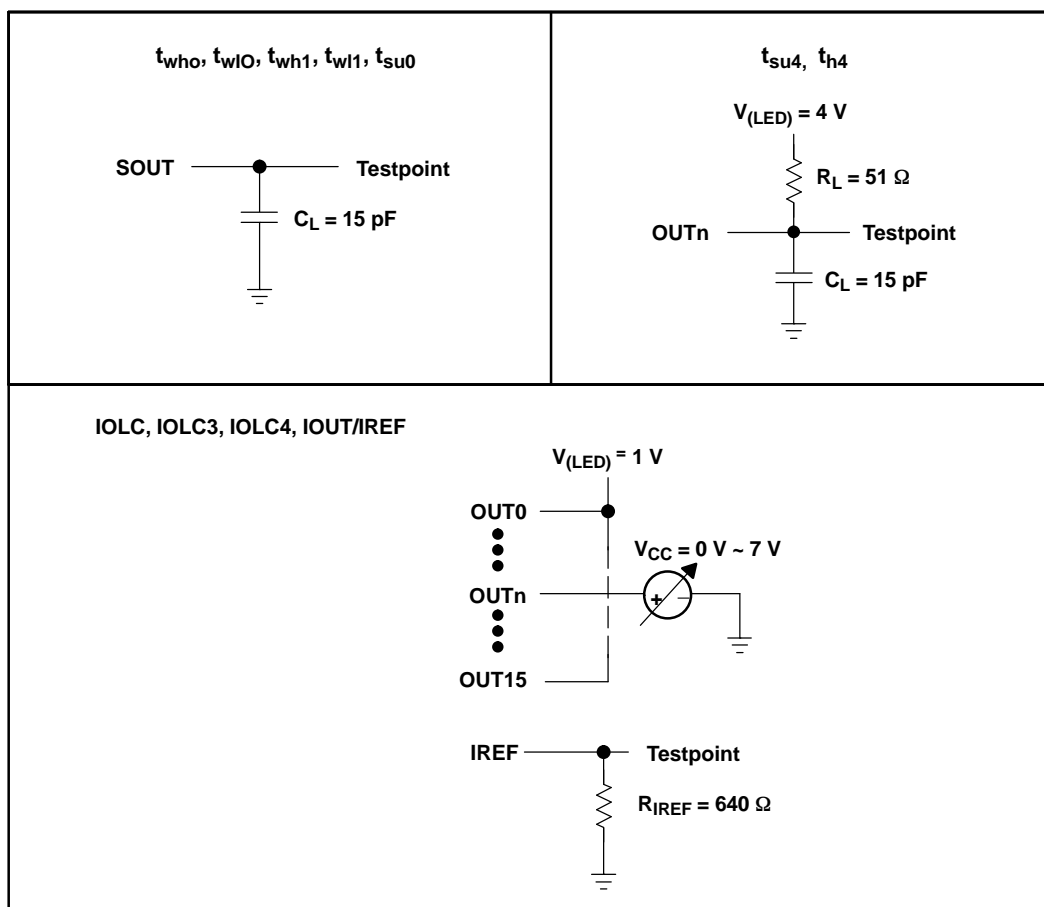 twho, twlO, twh1, twl1, tsu0
SOUT
Testpoint
CL = 15 pF
tsu4, th4
V(LED) = 4 V
RL = 51 Ω
OUTn
Testpoint
CL = 15 pF
IOLC, IOLC3, IOLC4, IOUT/IREF
V(LED) = 1 V
OUT0
VCC = 0 V ~ 7 V
OUTn
+ –
OUT15
IREF
Testpoint
RIREF = 640 Ω